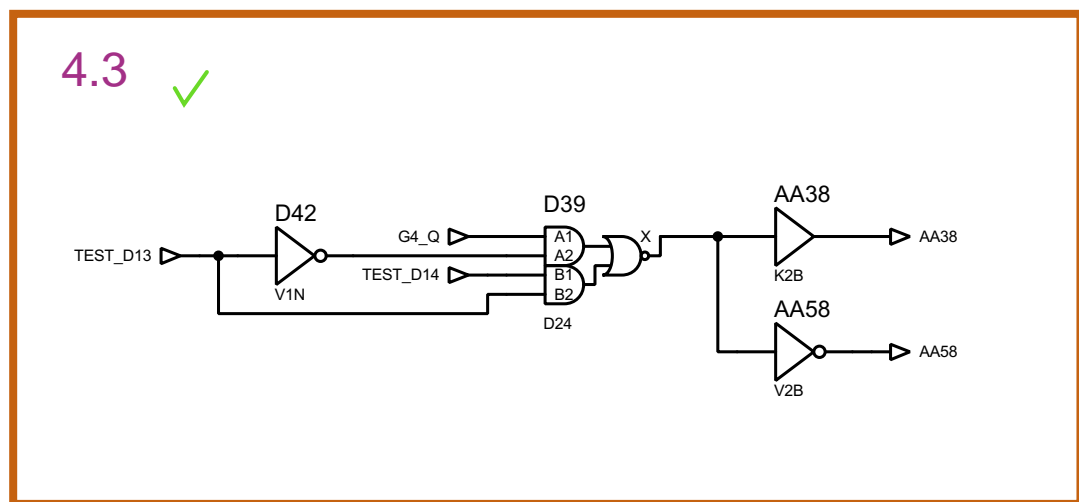 4.3
D42
V1N
TEST_D13
G4_Q
TEST_D14
D39
A1
A2
B1
B2
D24
X
AA38
K2B
AA38
AA58
V2B
AA58